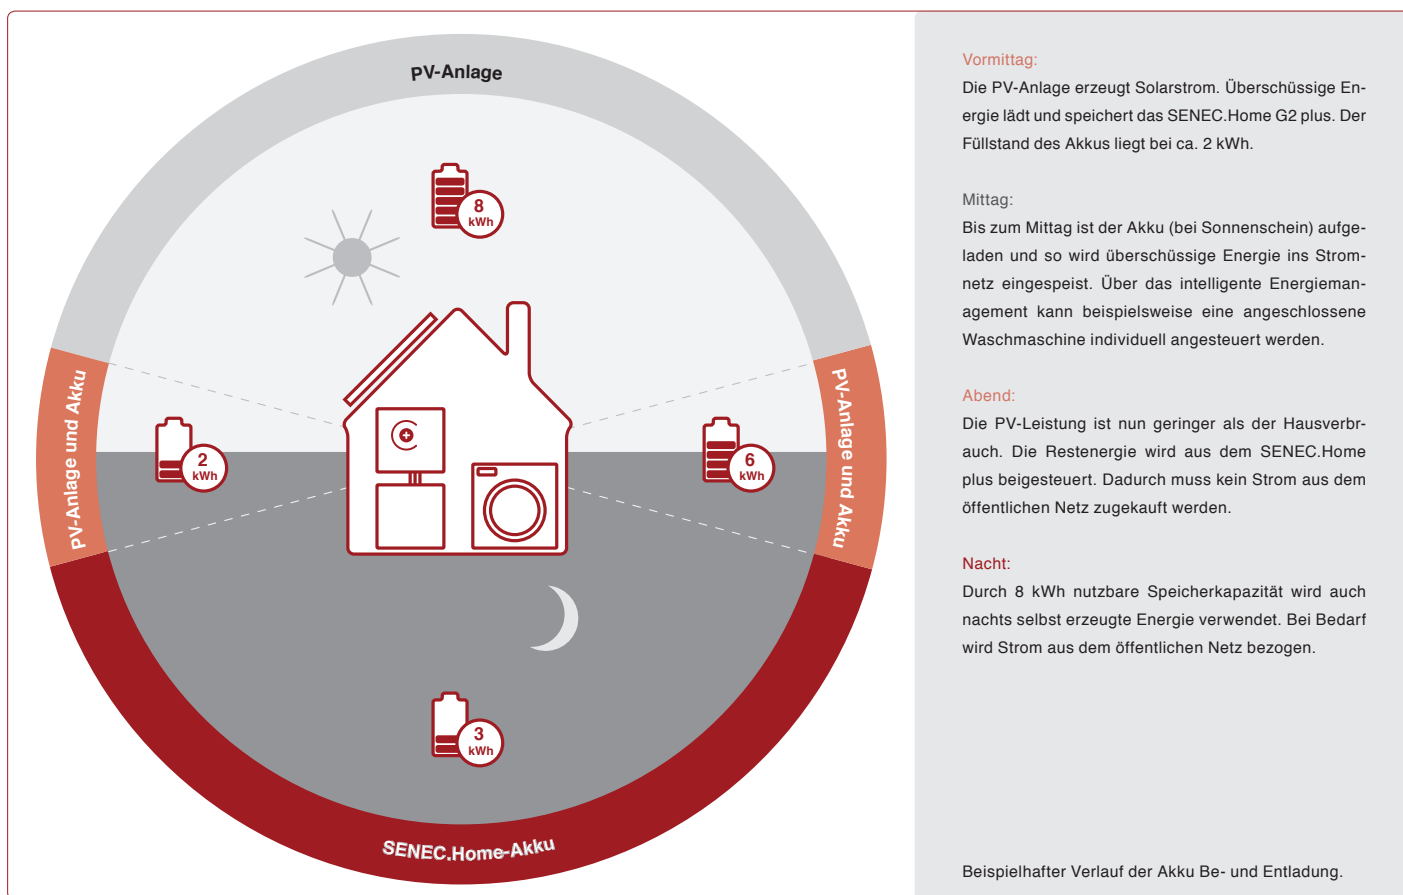 PV-Anlage
8
kWh
PV-Anlage und Akku
2
kWh
6
kWh
PV-Anlage und Akku
3
kWh
SENEC.Home-Akku
Vormittag:
Die PV-Anlage erzeugt Solarstrom. Überschüssige En-
ergie lädt und speichert das SENEC.Home G2 plus. Der
Füllstand des Akkus liegt bei ca. 2 kWh.
Mittag:
Bis zum Mittag ist der Akku (bei Sonnenschein) aufge-
laden und so wird überschüssige Energie ins Strom-
netz eingespeist. Über das intelligente Energieman-
agement kann beispielsweise eine angeschlossene
Waschmaschine individuell angesteuert werden.
Abend:
Die PV-Leistung ist nun geringer als der Hausverbr-
auch. Die Restenergie wird aus dem SENEC.Home
plus beigesteuert. Dadurch muss kein Strom aus dem
öffentlichen Netz zugekauft werden.
Nacht:
Durch 8 kWh nutzbare Speicherkapazität wird auch
nachts selbst erzeugte Energie verwendet. Bei Bedarf
wird Strom aus dem öffentlichen Netz bezogen.
Beispielhafter Verlauf der Akku Be- und Entladung.